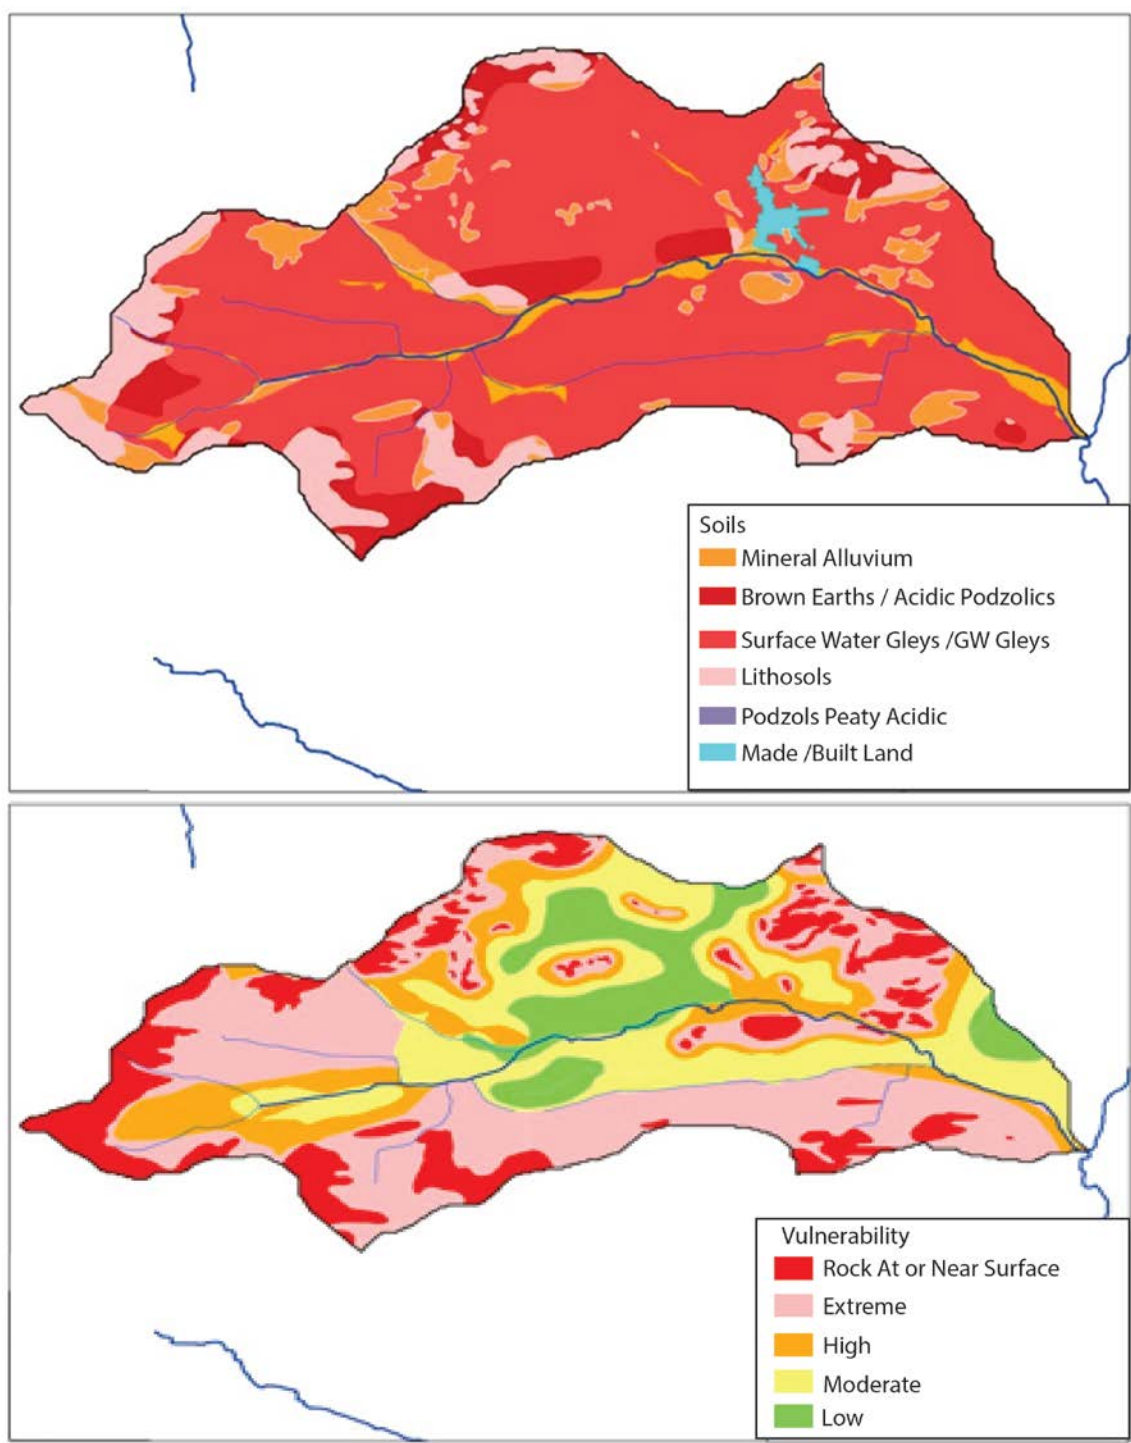 Soils
Mineral Alluvium
Brown Earths / Acidic Podzolics
Surface Water Gleys /GW Gleys
Lithosols
Podzols Peaty Acidic
Made /Built Land
Vulnerability
Rock At or Near Surface
Extreme
High
Moderate
Low